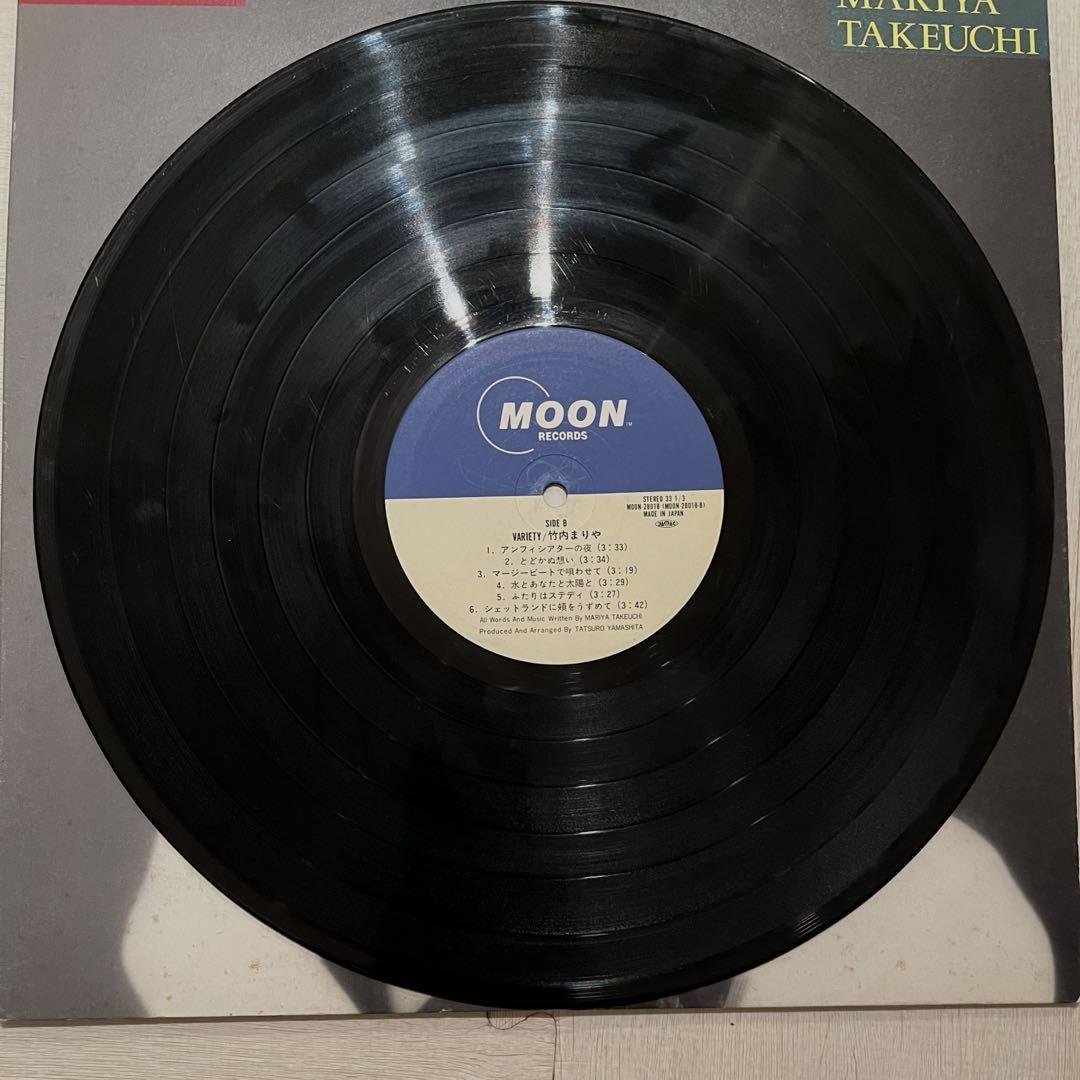 MARIYA
TAKEUCHI
MOON
RECORDS
STEREO 33 1/3
MOON-28018 (MOON-28018-B)
MADE IN JAPAN
SIDE B
VARIETY/竹内まりや
1. アンフィシアターの夜 (3:33)
2. とどかぬ想い (3:34)
3. マージービートで唄わせて (3:19)
4. 水とあなたと太陽と (3:29)
5. ふたりはステディ (3:27)
6. シェットランドに頬をうずめて (3:42)
All Words And Music Written By MARIYA TAKEUCHI
Produced And Arranged By TATSURO YAMASHITA